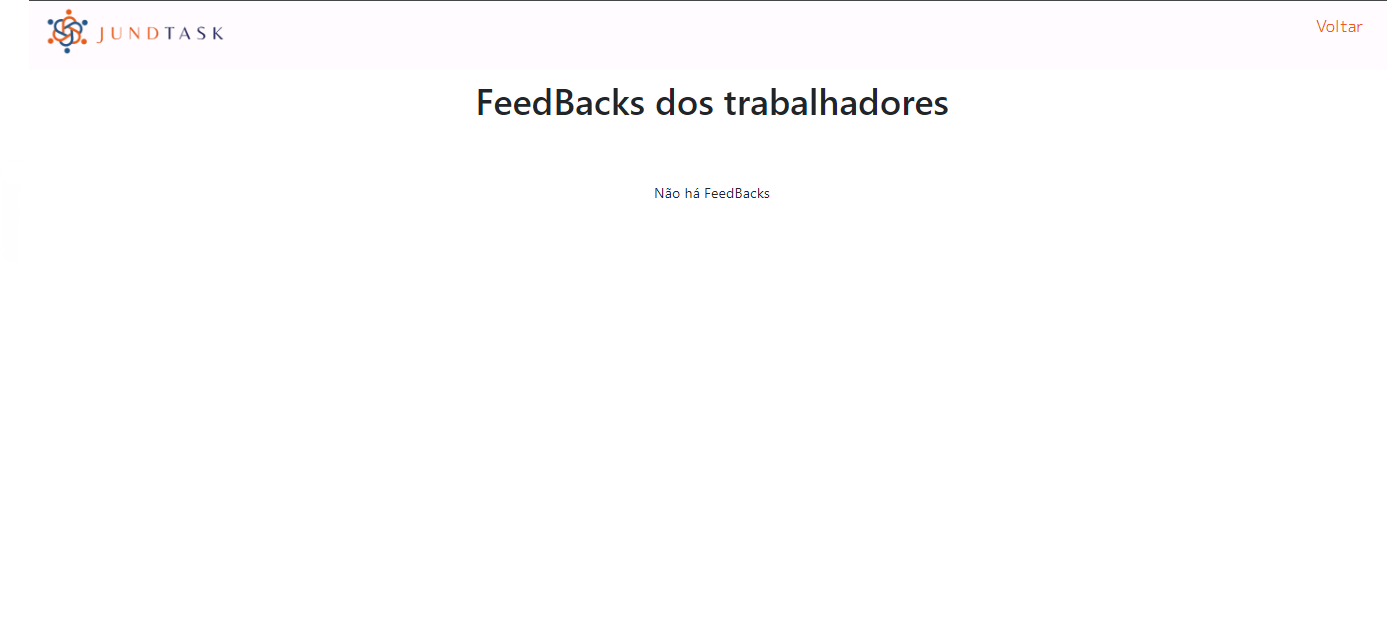 JUNDTASK
Voltar
FeedBacks dos trabalhadores
Não há FeedBacks